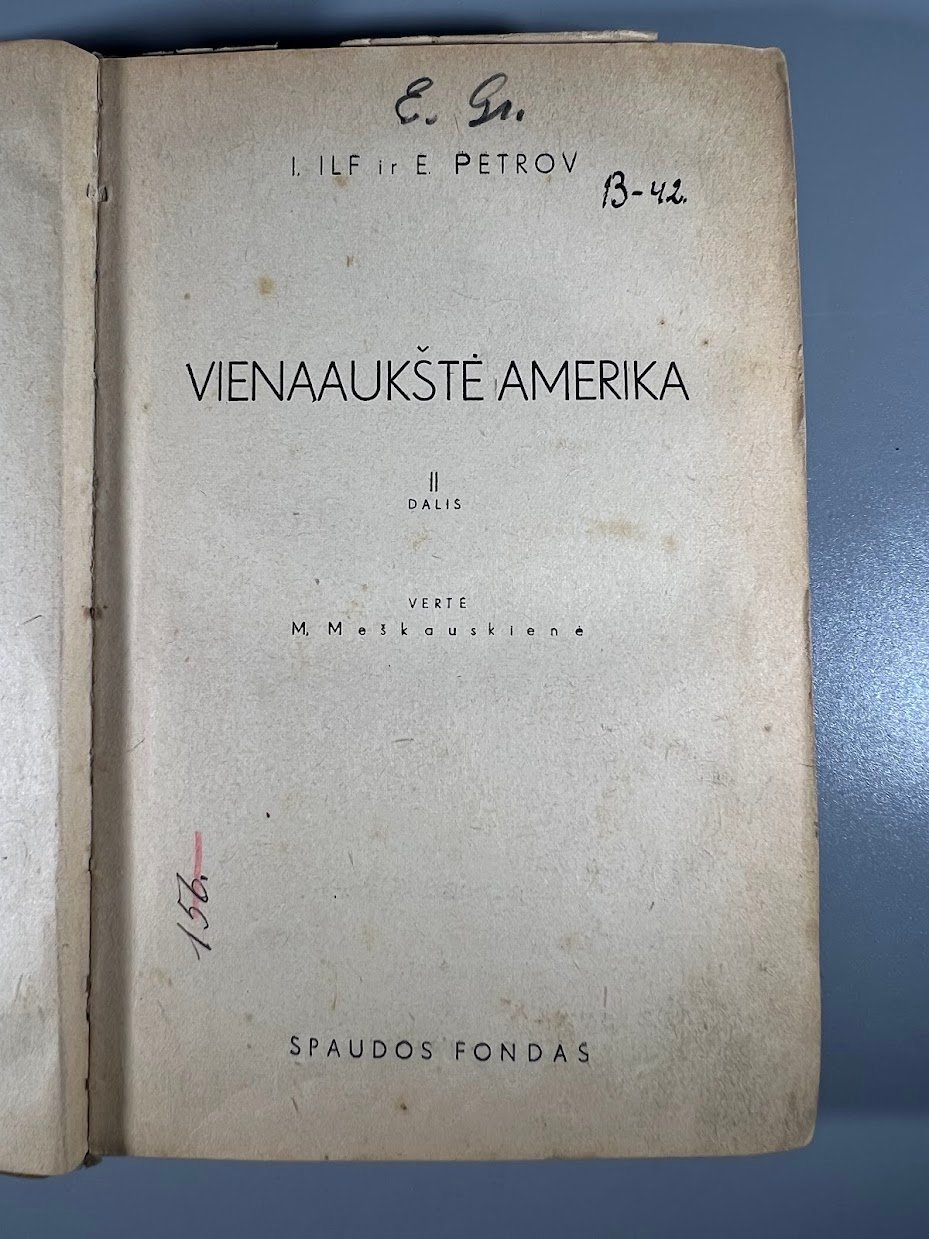 E. Gr.
I. ILF ir E. PETROV
B-42.
VIENAAUKŠTĖ AMERIKA
II
DALIS
VERTĖ
M. Meškauskienė
156.—
SPAUDOS FONDAS